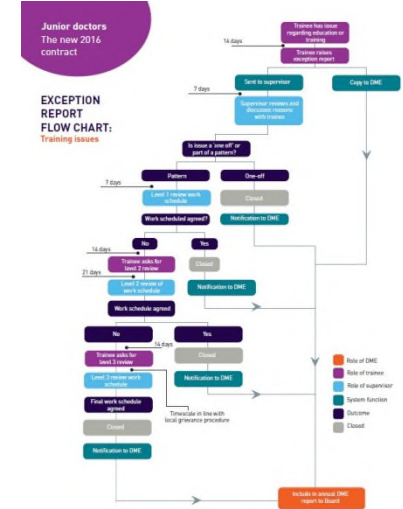 Junior doctors
The new 2016
contract
EXCEPTION
REPORT
FLOW CHART:
Training issues
Trainee has issue
regarding education or
training
14 days
Trainee raises
exception report
Sent to supervisor
Copy to DME
7 days
Supervisor reviews and
discusses reasons
with trainee
Is issue a 'one off' or
part of a pattern?
Pattern
One-off
7 days
Level 1 review work
schedule
Closed
Work scheduled agreed?
Notification to DME
No
Yes
14 days
Trainee asks for
level 2 review
Closed
21 days
Level 2 review of
work schedule
Notification to DME
Work schedule agreed
No
Yes
14 days
Trainee asks for
level 3 review
Closed
Level 3 review work
schedule
Notification to DME
Final work schedule
agreed
Timescale in line with
local grievance procedure
Closed
Notification to DME
Role of DME
Role of trainee
Role of supervisor
System function
Outcome
Closed
Include in annual DME
report to Board